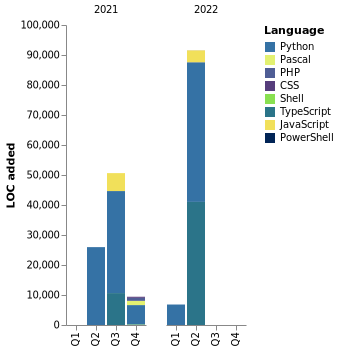 2021 2022
Language
Python
Pascal
PHP
CSS
Shell
TypeScript
JavaScript
PowerShell
LOC added
100,000
90,000
80,000
70,000
60,000
50,000
40,000
30,000
20,000
10,000
0
Q1 Q2 Q3 Q4 Q1 Q2 Q3 Q4